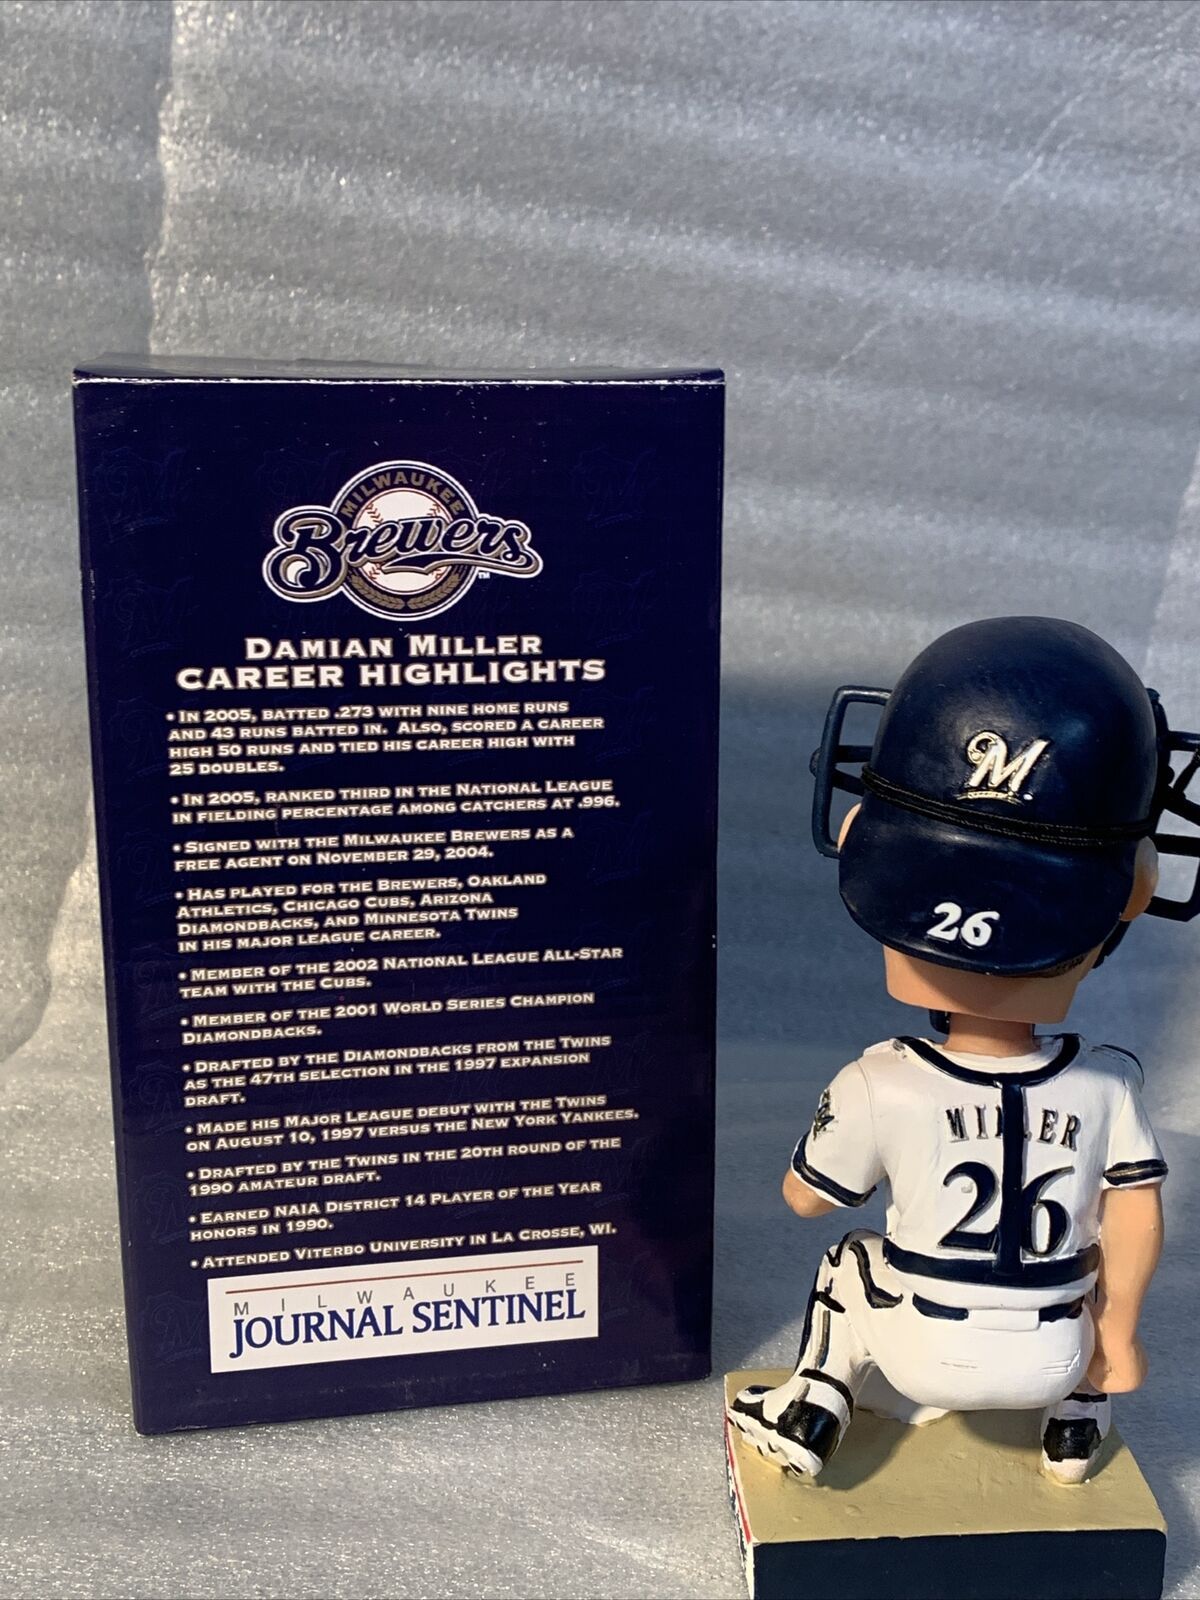 MILWAUKEE
Brewers
TM
DAMIAN MILLER
CAREER HIGHLIGHTS
• IN 2005, BATTED .273 WITH NINE HOME RUNS
AND 43 RUNS BATTED IN. ALSO, SCORED A CAREER
HIGH 50 RUNS AND TIED HIS CAREER HIGH WITH
25 DOUBLES.
• IN 2005, RANKED THIRD IN THE NATIONAL LEAGUE
IN FIELDING PERCENTAGE AMONG CATCHERS AT .996.
• SIGNED WITH THE MILWAUKEE BREWERS AS A
FREE AGENT ON NOVEMBER 29, 2004.
• HAS PLAYED FOR THE BREWERS, OAKLAND
ATHLETICS, CHICAGO CUBS, ARIZONA
DIAMONDBACKS, AND MINNESOTA TWINS
IN HIS MAJOR LEAGUE CAREER.
• MEMBER OF THE 2002 NATIONAL LEAGUE ALL-STAR
TEAM WITH THE CUBS.
• MEMBER OF THE 2001 WORLD SERIES CHAMPION
DIAMONDBACKS.
• DRAFTED BY THE DIAMONDBACKS FROM THE TWINS
AS THE 47TH SELECTION IN THE 1997 EXPANSION
DRAFT.
• MADE HIS MAJOR LEAGUE DEBUT WITH THE TWINS
ON AUGUST 10, 1997 VERSUS THE NEW YORK YANKEES.
• DRAFTED BY THE TWINS IN THE 20TH ROUND OF THE
1990 AMATEUR DRAFT.
• EARNED NAIA DISTRICT 14 PLAYER OF THE YEAR
HONORS IN 1990.
• ATTENDED VITERBO UNIVERSITY IN LA CROSSE, WI.
MILWAUKEE
JOURNAL SENTINEL
M
26
MILLER
26